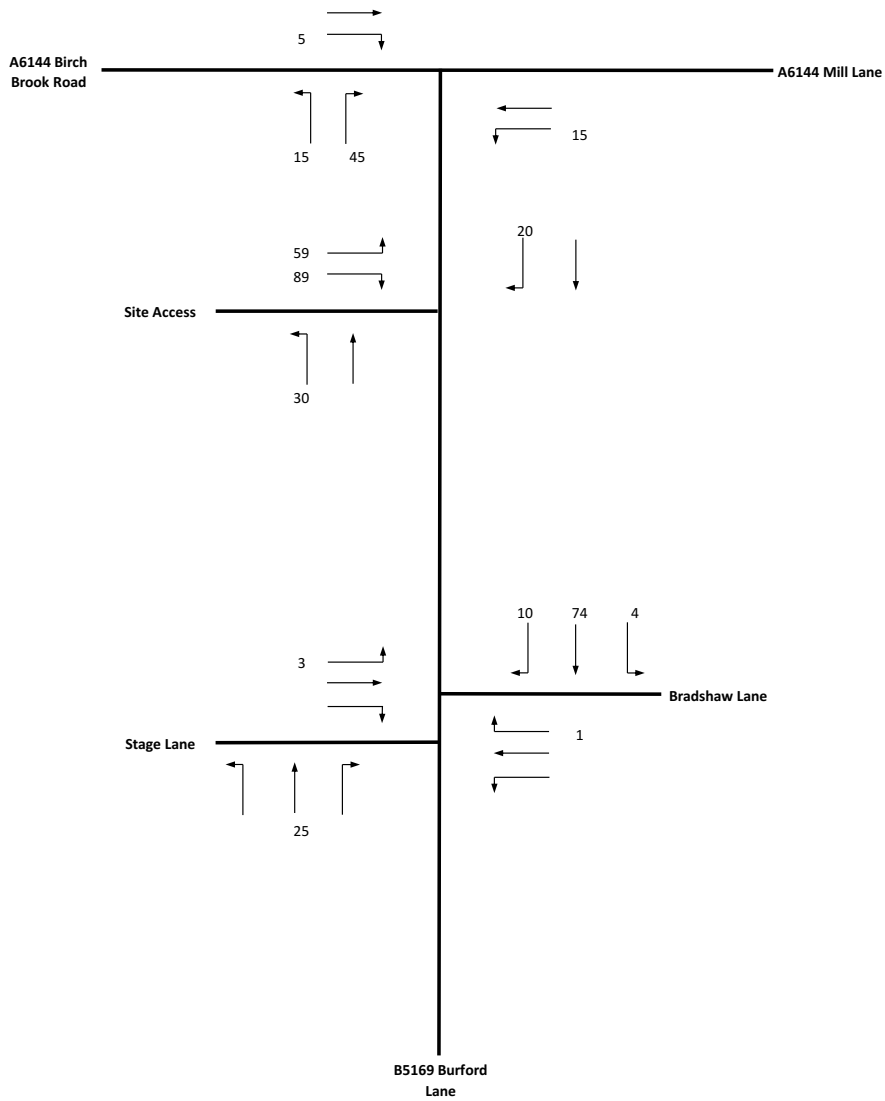 5
A6144 Birch
Brook Road
A6144 Mill Lane
15 45
15
59
20
89
Site Access
30
10 74 4
3
Bradshaw Lane
1
Stage Lane
25
B5169 Burford
Lane